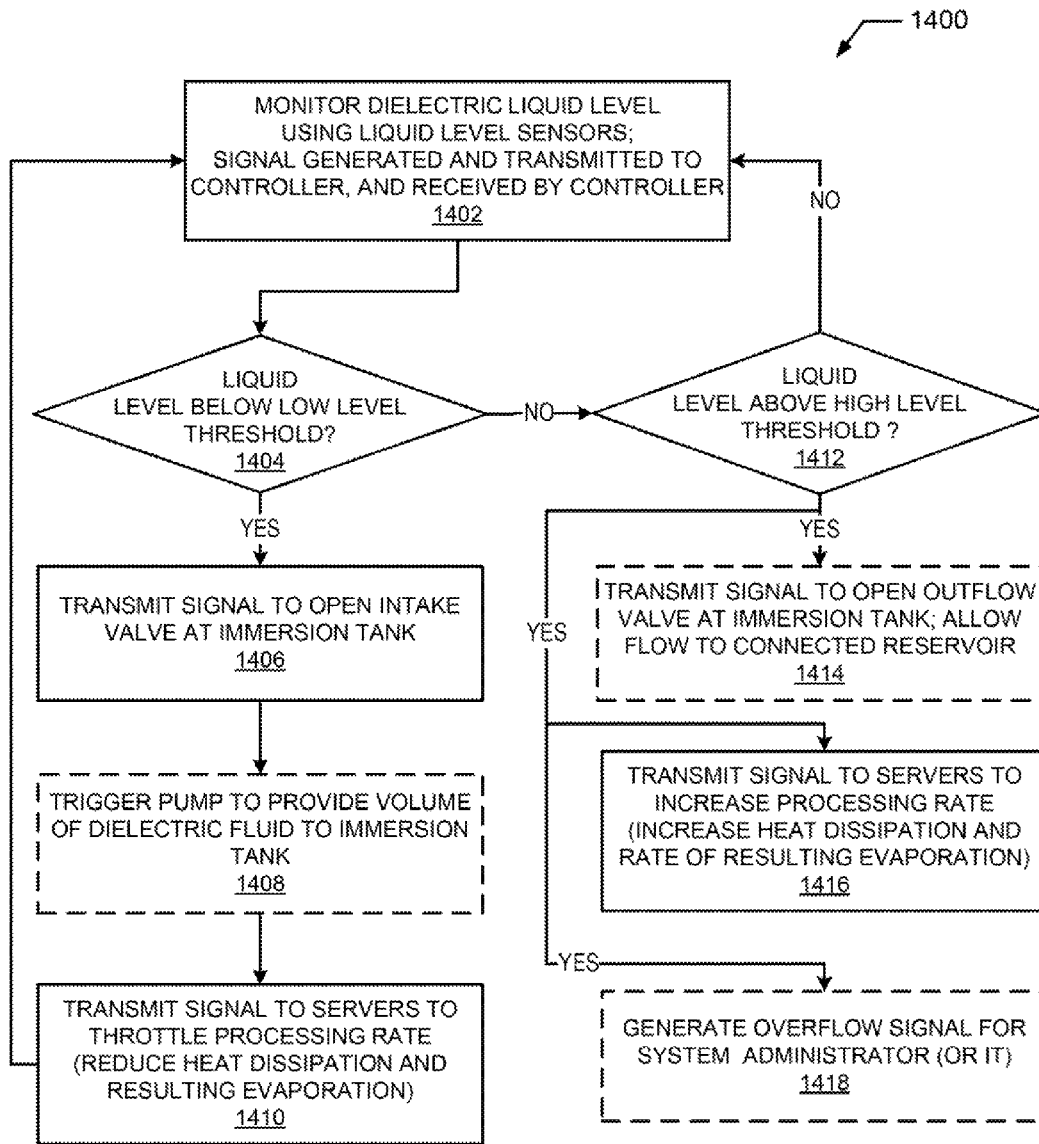 1400
MONITOR DIELECTRIC LIQUID LEVEL
USING LIQUID LEVEL SENSORS;
SIGNAL GENERATED AND TRANSMITTED TO
CONTROLLER, AND RECEIVED BY CONTROLLER
1402
NO
LIQUID
LEVEL BELOW LOW LEVEL
THRESHOLD?
1404
NO
LIQUID
LEVEL ABOVE HIGH LEVEL
THRESHOLD ?
1412
YES
YES
TRANSMIT SIGNAL TO OPEN INTAKE
VALVE AT IMMERSION TANK
1406
YES
TRANSMIT SIGNAL TO OPEN OUTFLOW
VALVE AT IMMERSION TANK; ALLOW
FLOW TO CONNECTED RESERVOIR
1414
TRIGGER PUMP TO PROVIDE VOLUME
OF DIELECTRIC FLUID TO IMMERSION
TANK
1408
TRANSMIT SIGNAL TO SERVERS TO
INCREASE PROCESSING RATE
(INCREASE HEAT DISSIPATION AND
RATE OF RESULTING EVAPORATION)
1416
YES
TRANSMIT SIGNAL TO SERVERS TO
THROTTLE PROCESSING RATE
(REDUCE HEAT DISSIPATION AND
RESULTING EVAPORATION)
1410
GENERATE OVERFLOW SIGNAL FOR
SYSTEM ADMINISTRATOR (OR IT)
1418